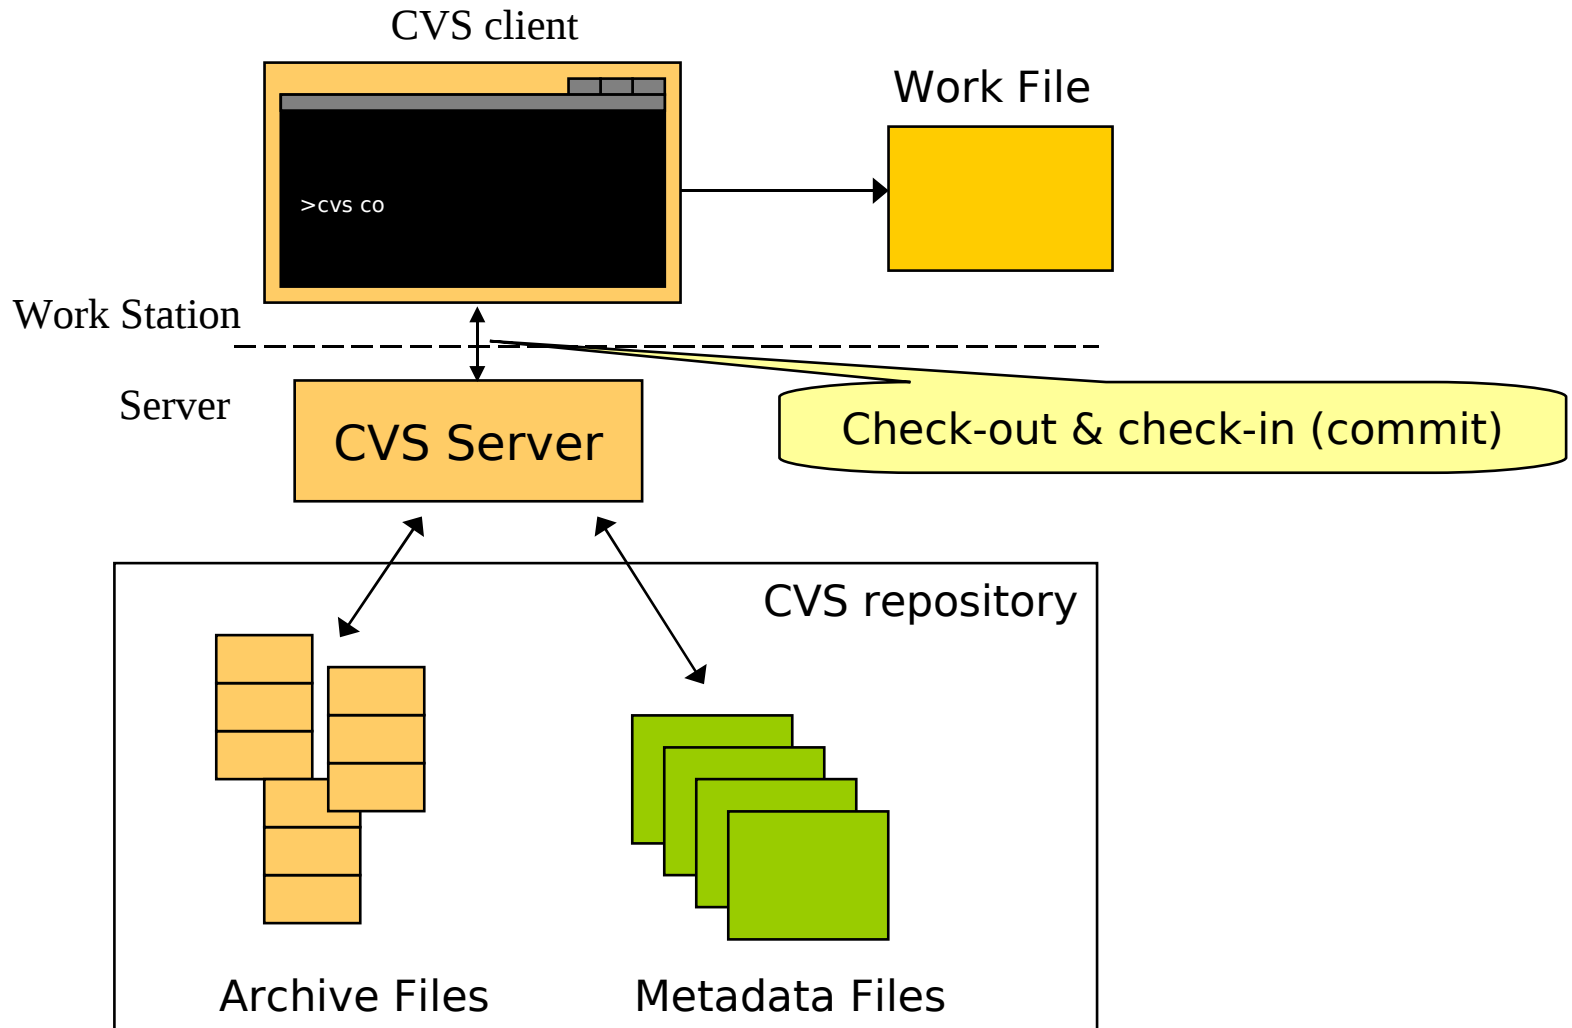 CVS client
Work File
>cvs co
Work Station
Server
CVS Server
Check-out & check-in (commit)
CVS repository
Archive Files
Metadata Files